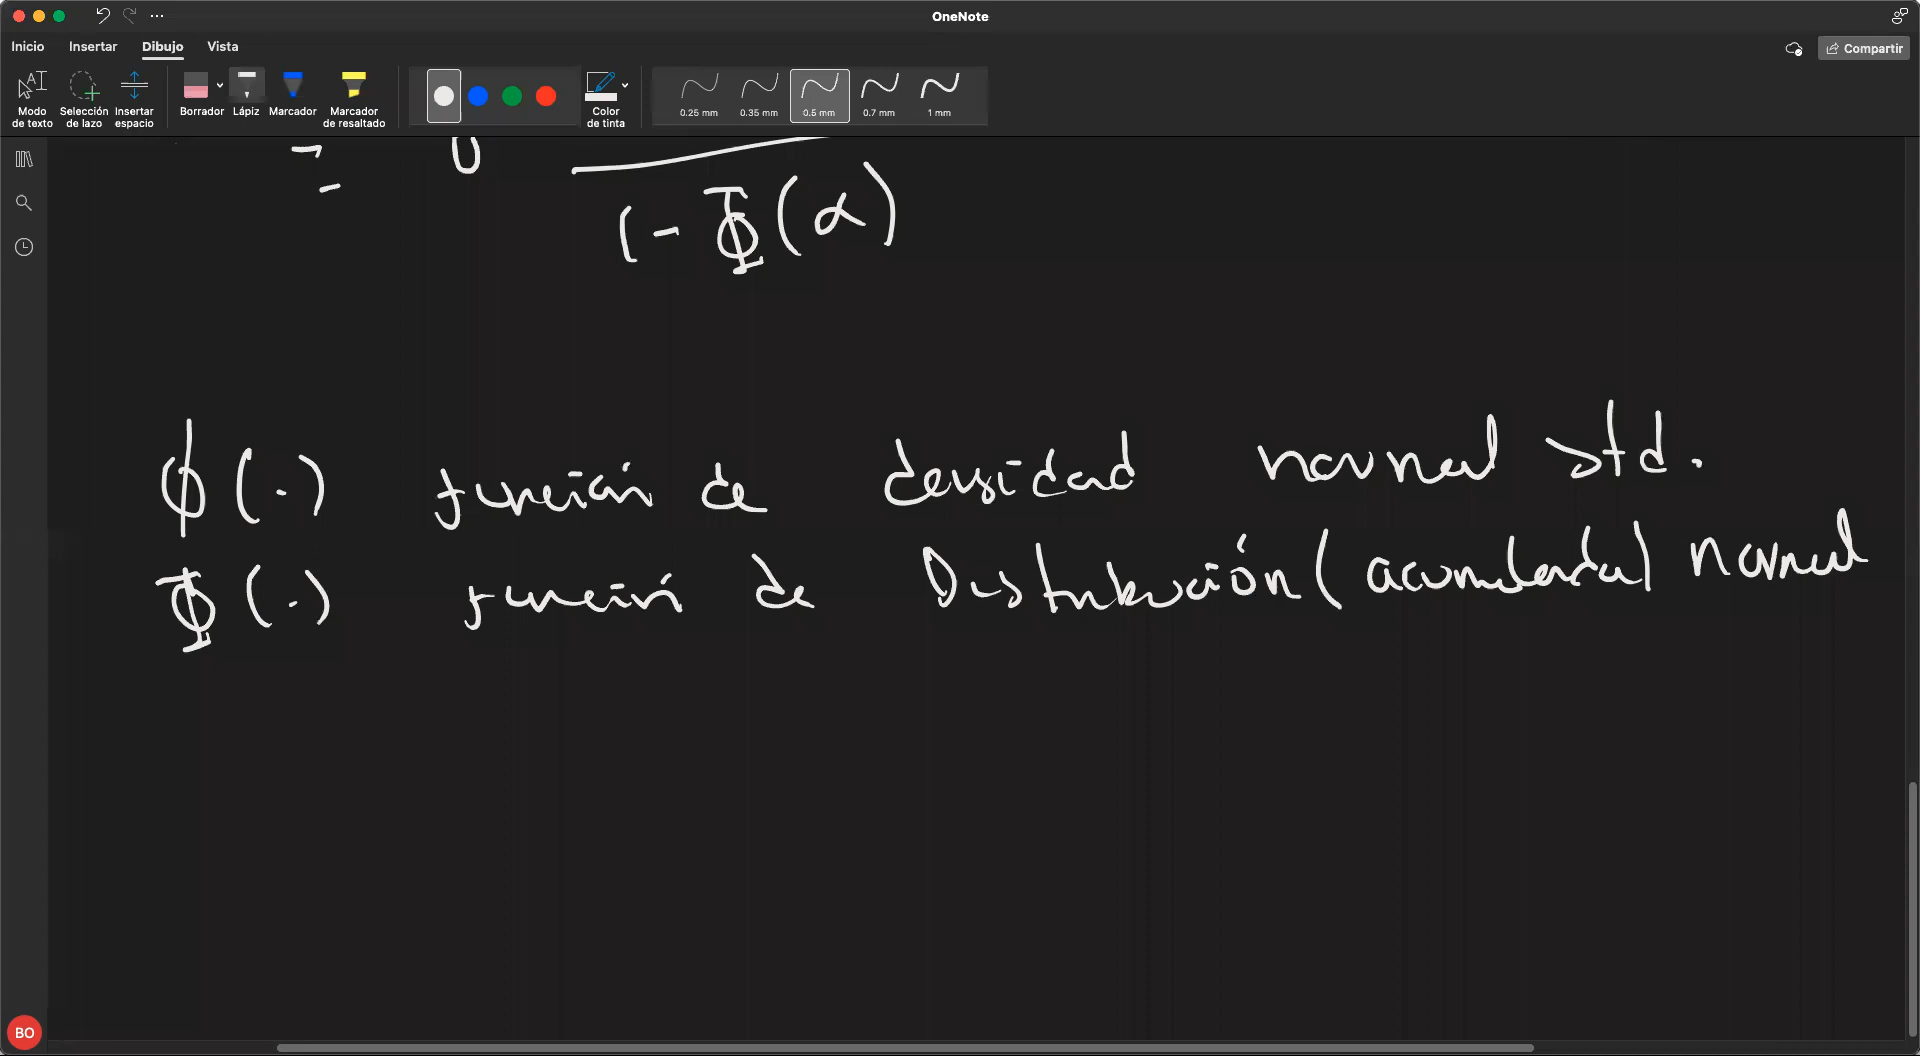 OneNote
Inicio Insertar Dibujo Vista Compartir
Modo de texto Selección de lazo Insertar espacio Borrador Lápiz Marcador Marcador de resaltado Color de tinta 0.25 mm 0.35 mm 0.5 mm 0.7 mm 1 mm
1 - Φ(α)
ϕ(·) función de densidad normal std.
Φ(·) función de Distribución (acumulada) normal
BO